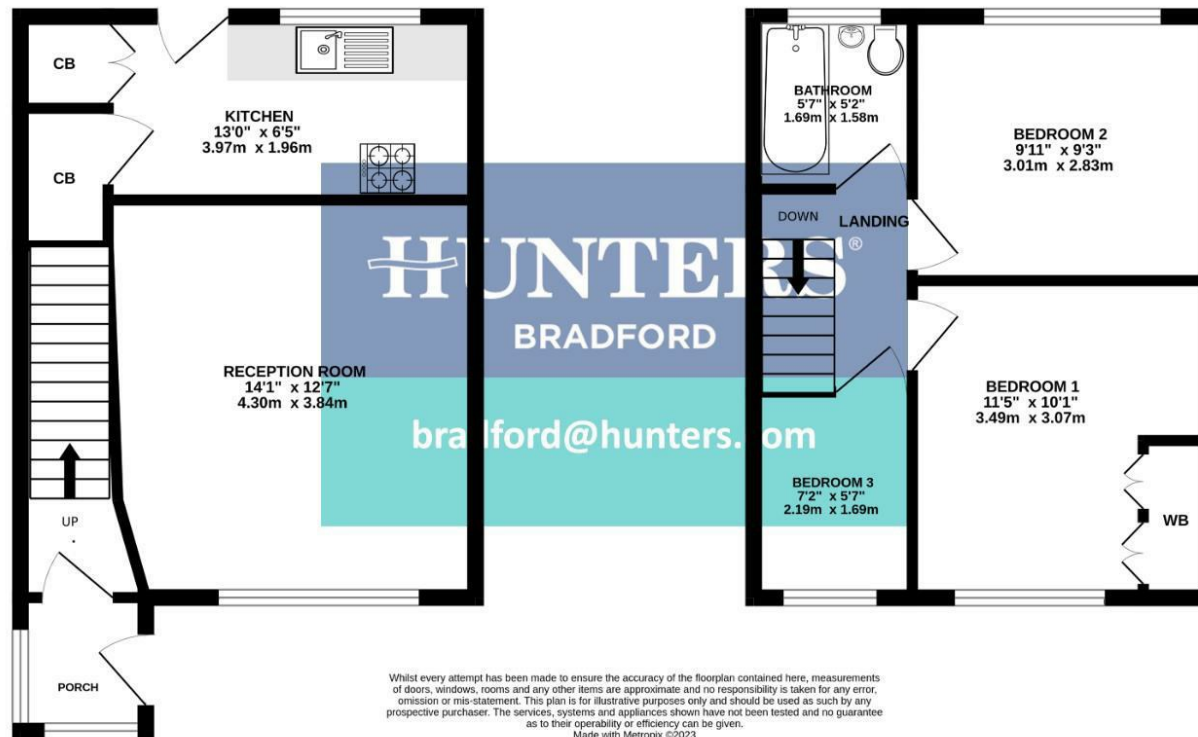 CB
KITCHEN
13'0" x 6'5"
3.97m x 1.96m
CB
RECEPTION ROOM
14'1" x 12'7"
4.30m x 3.84m
UP
PORCH
BATHROOM
5'7" x 5'2"
1.69m x 1.58m
BEDROOM 2
9'11" x 9'3"
3.01m x 2.83m
DOWN
LANDING
BEDROOM 1
11'5" x 10'1"
3.49m x 3.07m
BEDROOM 3
7'2" x 5'7"
2.19m x 1.69m
WB
HUNTERS®
BRADFORD
bradford@hunters.com
Whilst every attempt has been made to ensure the accuracy of the floorplan contained here, measurements
of doors, windows, rooms and any other items are approximate and no responsibility is taken for any error,
omission or mis-statement. This plan is for illustrative purposes only and should be used as such by any
prospective purchaser. The services, systems and appliances shown have not been tested and no guarantee
as to their operability or efficiency can be given.
Made with Metropix ©2023